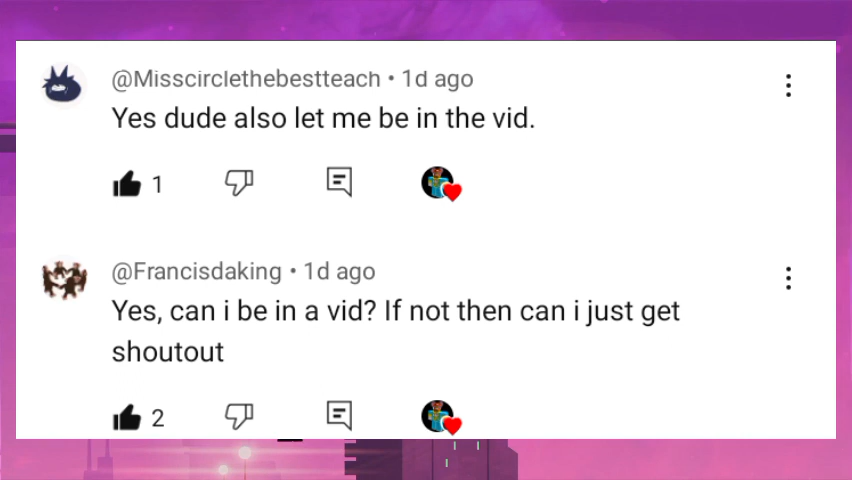 @Misscirclethebestteach • 1d ago
Yes dude also let me be in the vid.
1
@Francisdaking • 1d ago
Yes, can i be in a vid? If not then can i just get
shoutout
2